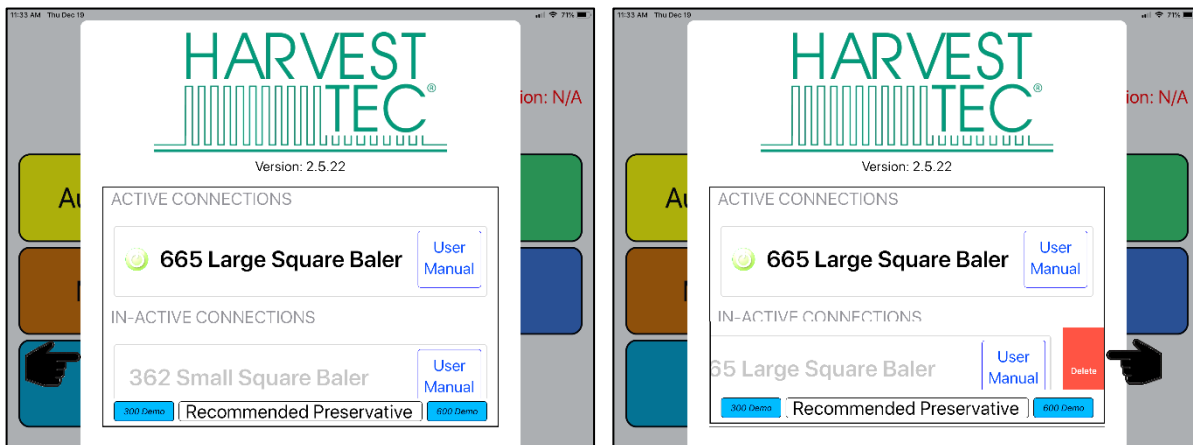 11:33 AM Thu Dec 19
71%
HARVEST
TEC®
ion: N/A
Version: 2.5.22
Au
ACTIVE CONNECTIONS
665 Large Square Baler
User
Manual
IN-ACTIVE CONNECTIONS
362 Small Square Baler
User
Manual
300 Demo
Recommended Preservative
600 Demo
11:33 AM Thu Dec 19
71%
HARVEST
TEC®
ion: N/A
Version: 2.5.22
Au
ACTIVE CONNECTIONS
665 Large Square Baler
User
Manual
IN-ACTIVE CONNECTIONS
65 Large Square Baler
User
Manual
Delete
300 Demo
Recommended Preservative
600 Demo